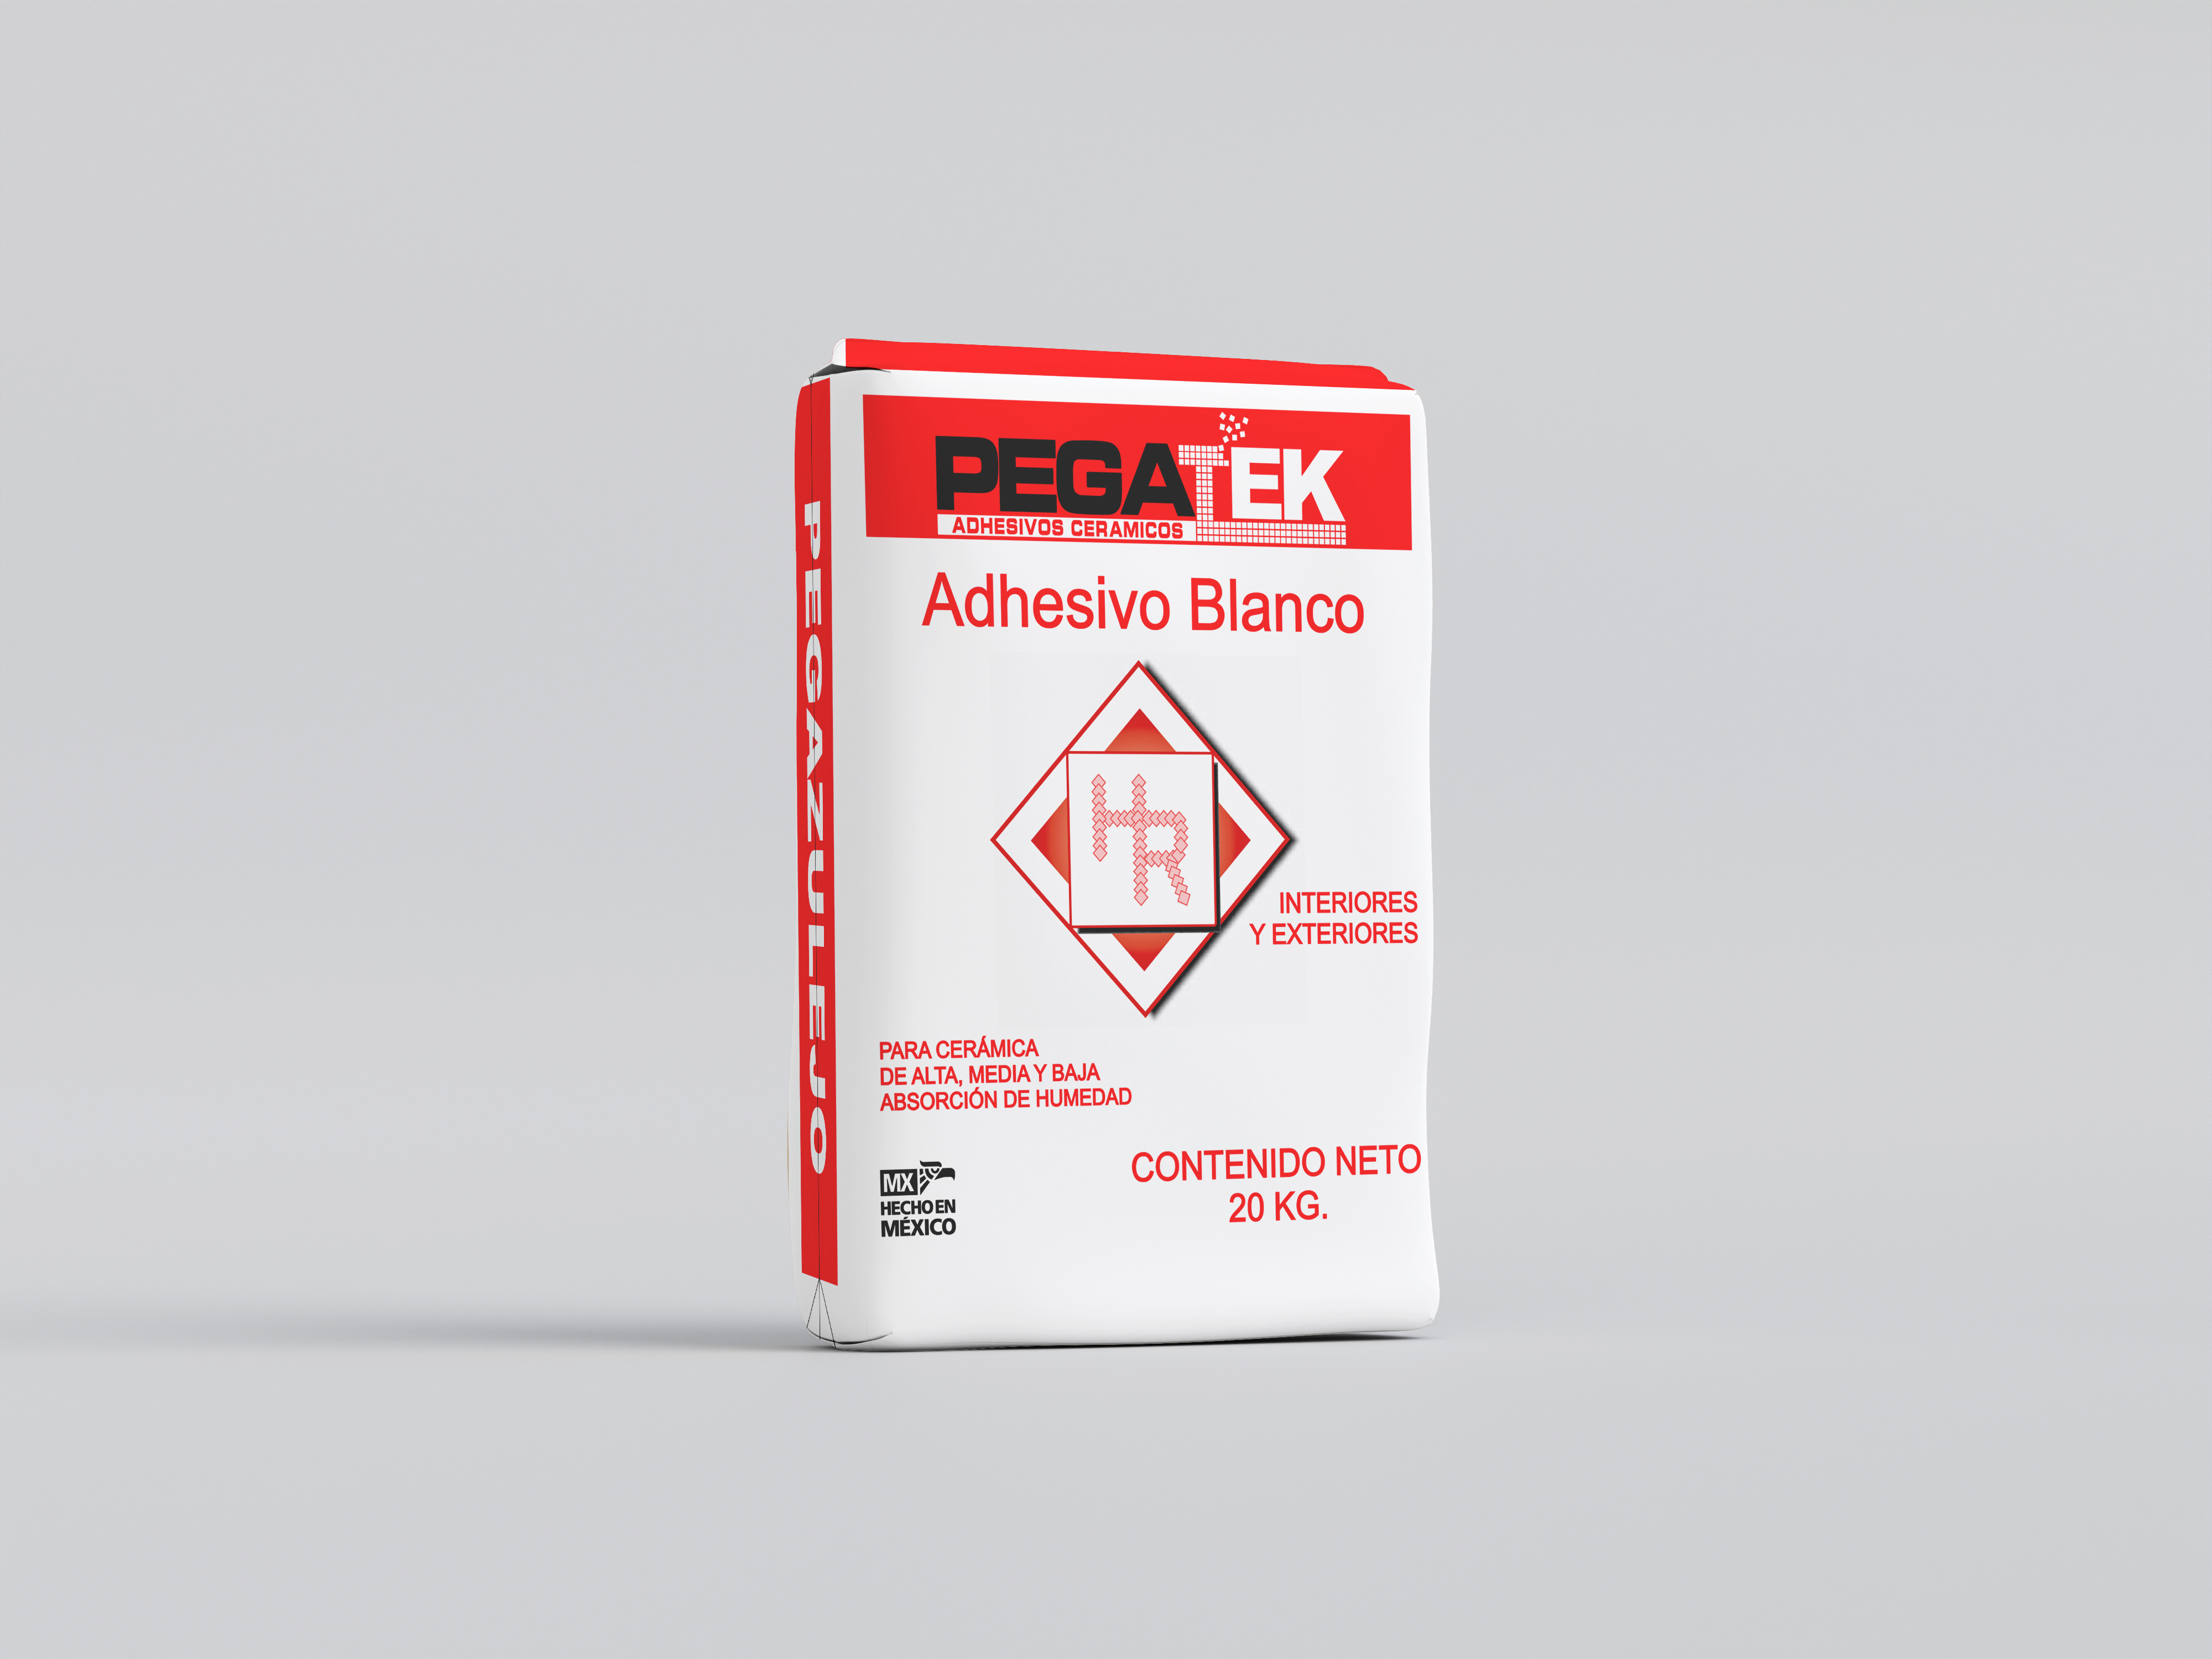 PEGATEK
ADHESIVOS CERAMICOS
Adhesivo Blanco
HR
INTERIORES
Y EXTERIORES
PARA CERÁMICA
DE ALTA, MEDIA Y BAJA
ABSORCIÓN DE HUMEDAD
MX
HECHO EN
MÉXICO
CONTENIDO NETO
20 KG.
PEGAZULEJO